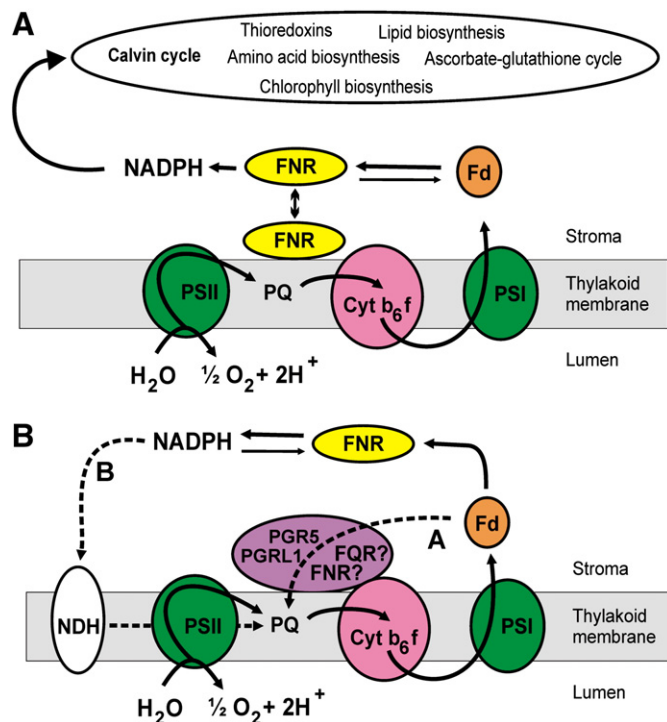 A
Thioredoxins
Lipid biosynthesis
Calvin cycle
Amino acid biosynthesis
Ascorbate-glutathione cycle
Chlorophyll biosynthesis
NADPH
FNR
Fd
FNR
Stroma
PSII
PQ
Cyt b6f
PSI
Thylakoid
membrane
H2O
½ O2 + 2H+
Lumen
B
NADPH
FNR
B
Fd
A
PGR5
PGRL1
FQR?
FNR?
Stroma
NDH
PSII
PQ
Cyt b6f
PSI
Thylakoid
membrane
H2O
½ O2 + 2H+
Lumen